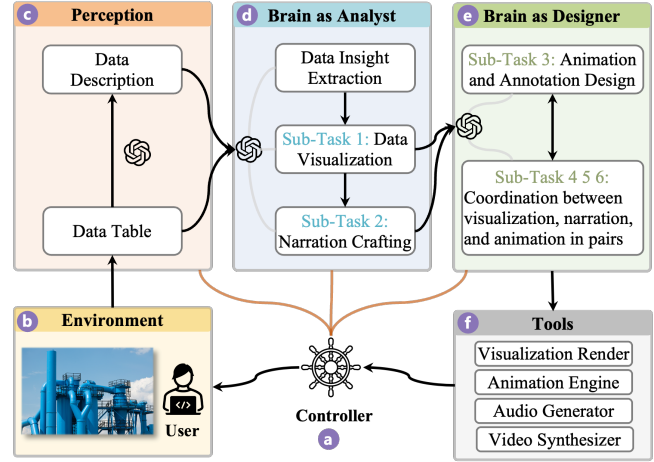 c Perception
Data
Description
Data Table
d Brain as Analyst
Data Insight
Extraction
Sub-Task 1: Data
Visualization
Sub-Task 2:
Narration Crafting
e Brain as Designer
Sub-Task 3: Animation
and Annotation Design
Sub-Task 4 5 6:
Coordination between
visualization, narration,
and animation in pairs
b Environment
User
Controller
a
f Tools
Visualization Render
Animation Engine
Audio Generator
Video Synthesizer